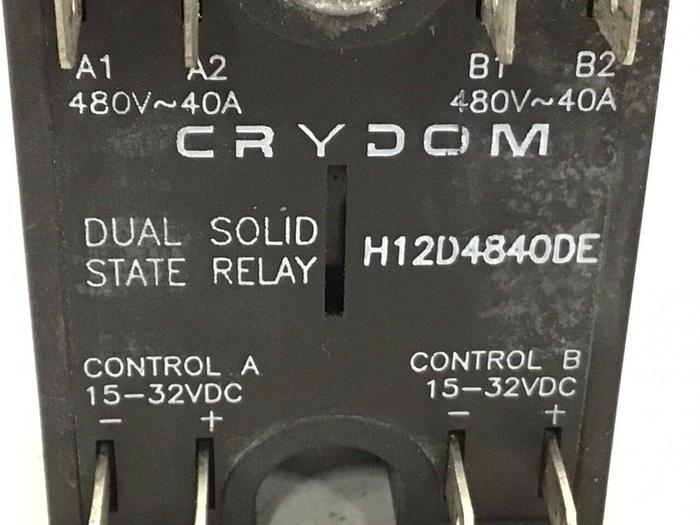 A1 A2 B1 B2
480V~40A 480V~40A
CRYDOM
DUAL SOLID
STATE RELAY
H12D4840DE
CONTROL A
15-32VDC
- +
CONTROL B
15-32VDC
- +